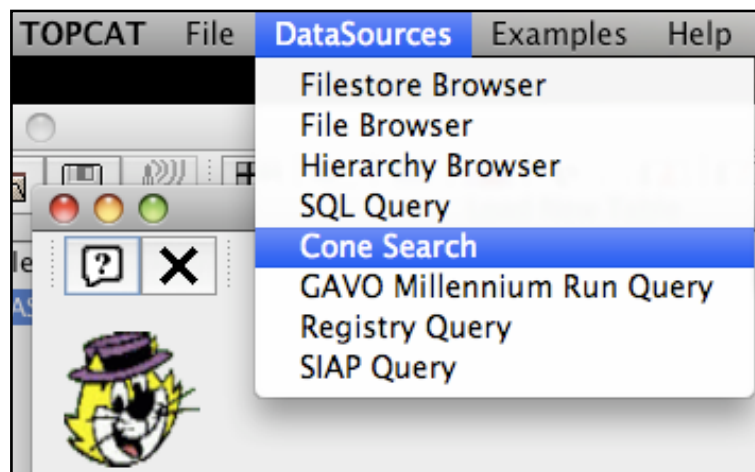 TOPCAT File DataSources Examples Help
Filestore Browser
File Browser
Hierarchy Browser
SQL Query
Cone Search
GAVO Millennium Run Query
Registry Query
SIAP Query
?